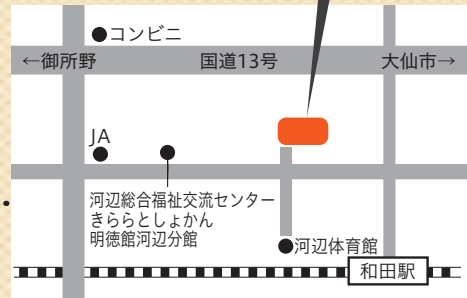 コンビニ
←御所野
国道13号
大仙市→
JA
河辺総合福祉交流センター
きららとしょかん
明徳館河辺分館
河辺体育館
和田駅